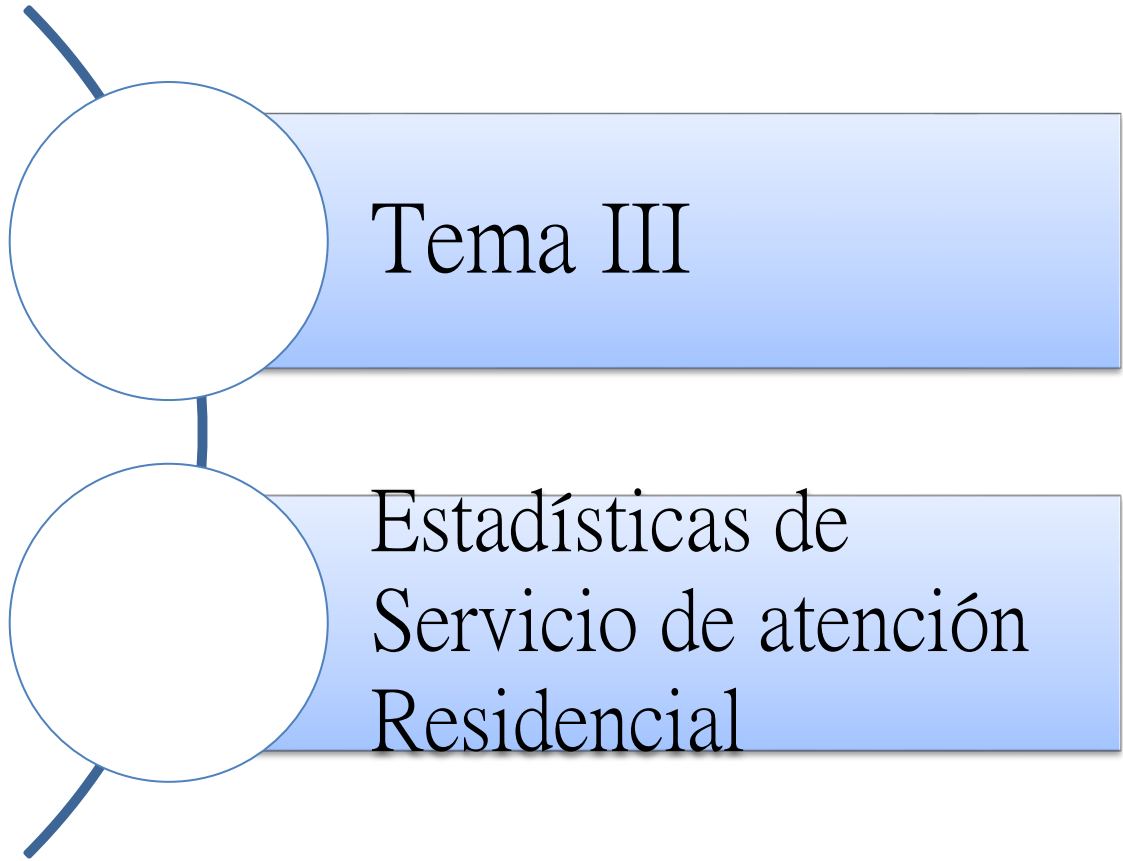 Tema III
Estadísticas de
Servicio de atención
Residencial